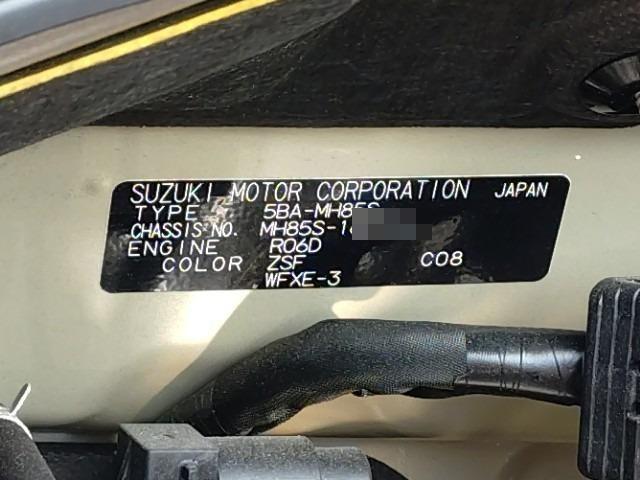 SUZUKI MOTOR CORPORATION JAPAN
TYPE 5BA-MH85S
CHASSIS NO. MH85S-1
ENGINE R06D
COLOR ZSF C08
WFXE-3